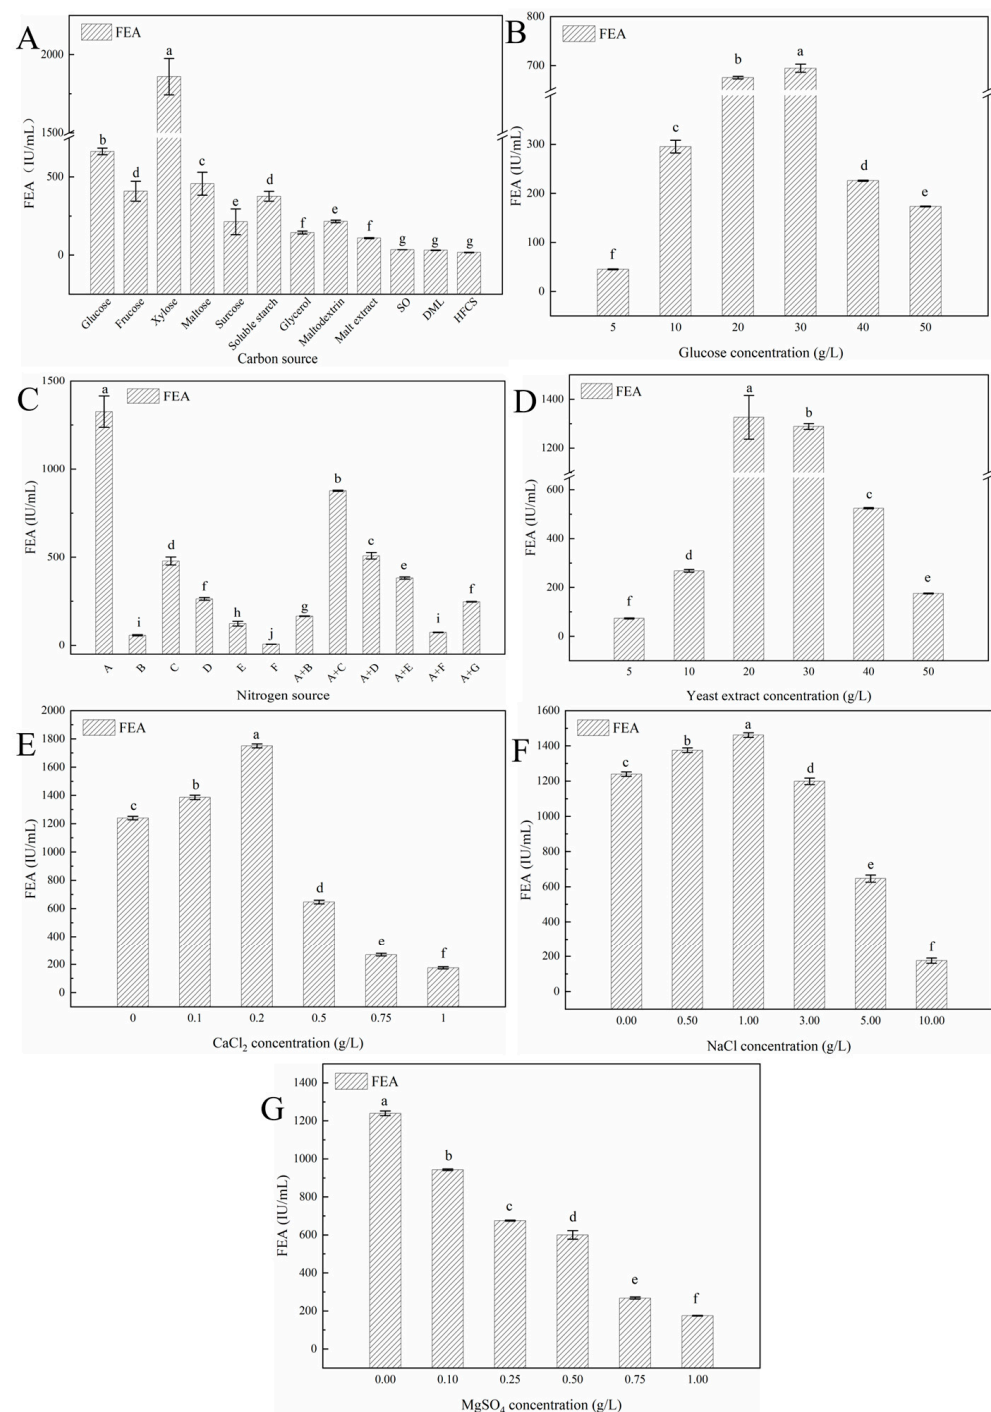 A
FEA
FEA (IU/mL)
2000
1500
500
0
a
b
d
c
e
d
f
e
f
g
g
g
Glucose
Frucose
Xylose
Maltose
Surcose
Soluble starch
Glycerol
Maltodextrin
Malt extract
SO
DML
HFCS
Carbon source
B
FEA
FEA (IU/mL)
800
700
300
200
100
0
f
c
b
a
d
e
5
10
20
30
40
50
Glucose concentration (g/L)
C
FEA
FEA (IU/mL)
1500
1000
500
0
a
i
d
f
h
j
g
b
c
e
i
f
A
B
C
D
E
F
A+B
A+C
A+D
A+E
A+F
A+G
Nitrogen source
D
FEA
FEA (IU/mL)
1400
1300
600
400
200
0
f
d
a
b
c
e
5
10
20
30
40
50
Yeast extract concentration (g/L)
E
FEA
FEA (IU/mL)
2000
1800
1600
1400
1200
1000
800
600
400
200
0
c
b
a
d
e
f
0
0.1
0.2
0.5
0.75
1
CaCl₂ concentration (g/L)
F
FEA
FEA (IU/mL)
1600
1400
1200
1000
800
600
400
200
0
c
b
a
d
e
f
0.00
0.50
1.00
3.00
5.00
10.00
NaCl concentration (g/L)
G
FEA
FEA (IU/mL)
1400
1200
1000
800
600
400
200
0
a
b
c
d
e
f
0.00
0.10
0.25
0.50
0.75
1.00
MgSO₄ concentration (g/L)